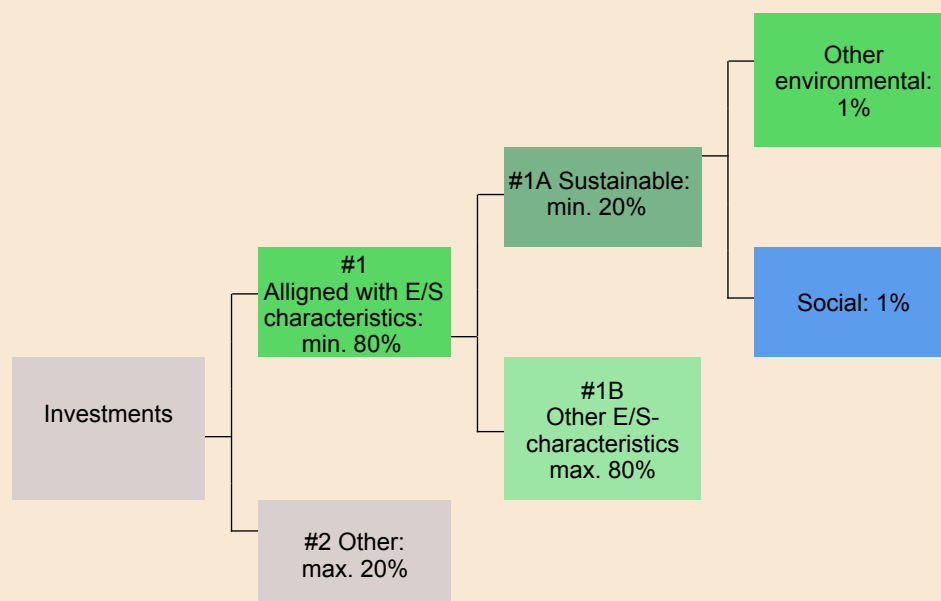 Investments
#1
Alligned with E/S
characteristics:
min. 80%
#2 Other:
max. 20%
#1A Sustainable:
min. 20%
#1B
Other E/S-
characteristics
max. 80%
Other
environmental:
1%
Social: 1%